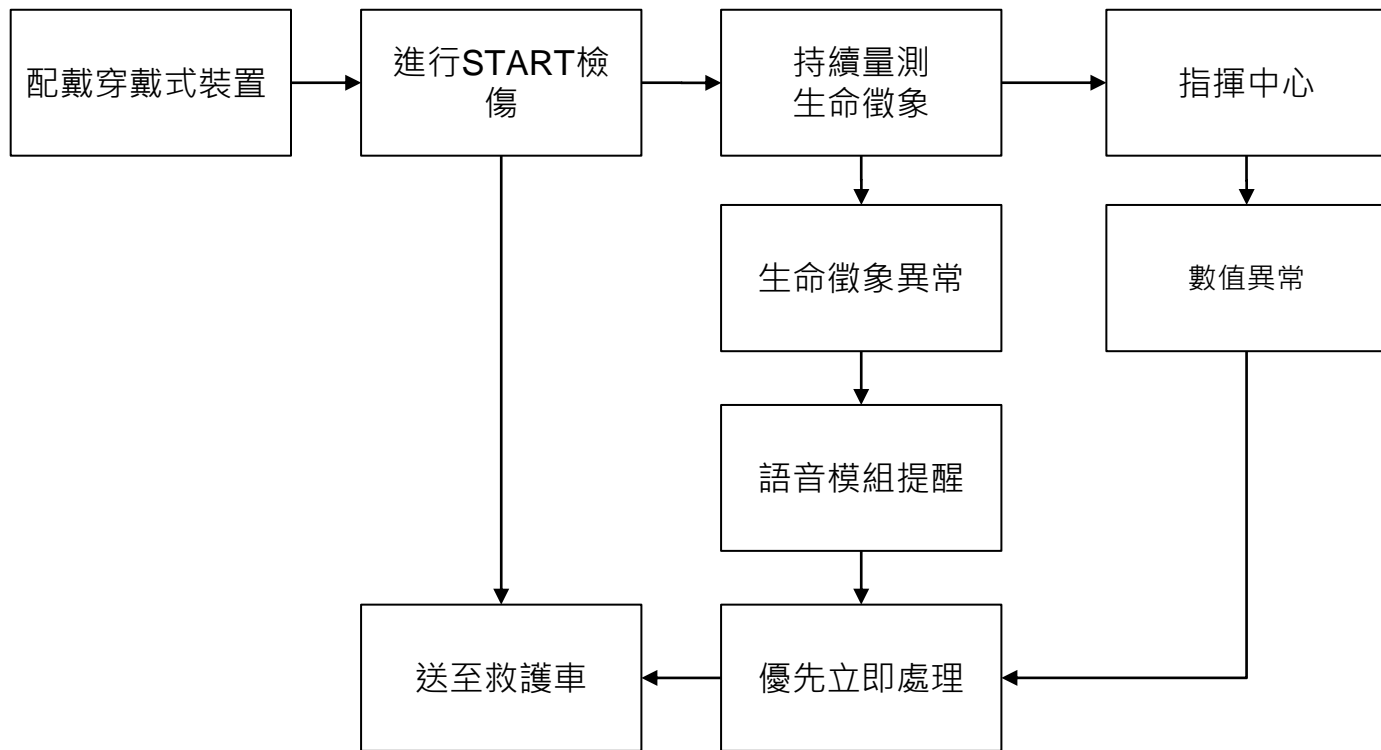 配戴穿戴式裝置
進行START檢
傷
持續量測
生命徵象
指揮中心
生命徵象異常
數值異常
語音模組提醒
送至救護車
優先立即處理